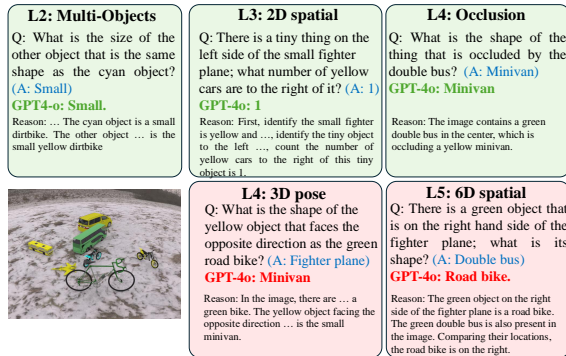 L2: Multi-Objects
Q: What is the size of the
other object that is the same
shape as the cyan object?
(A: Small)
GPT4-o: Small.
Reason: … The cyan object is a small
dirtbike. The other object … is the
small yellow dirtbike
L3: 2D spatial
Q: There is a tiny thing on the
left side of the small fighter
plane; what number of yellow
cars are to the right of it? (A: 1)
GPT-4o: 1
Reason: First, identify the small fighter
is yellow and …, identify the tiny object
to the left …, count the number of
yellow cars to the right of this tiny
object is 1.
L4: Occlusion
Q: What is the shape of the
thing that is occluded by the
double bus? (A: Minivan)
GPT-4o: Minivan
Reason: The image contains a green
double bus in the center, which is
occluding a yellow minivan.
L4: 3D pose
Q: What is the shape of the
yellow object that faces the
opposite direction as the green
road bike? (A: Fighter plane)
GPT-4o: Minivan
Reason: In the image, there are … a
green bike. The yellow object facing the
opposite direction … is the small
minivan.
L5: 6D spatial
Q: There is a green object that
is on the right hand side of the
fighter plane; what is its
shape? (A: Double bus)
GPT-4o: Road bike.
Reason: The green object on the right
side of the fighter plane is a road bike.
The green double bus is also present in
the image. Comparing their locations,
the road bike is on the right.